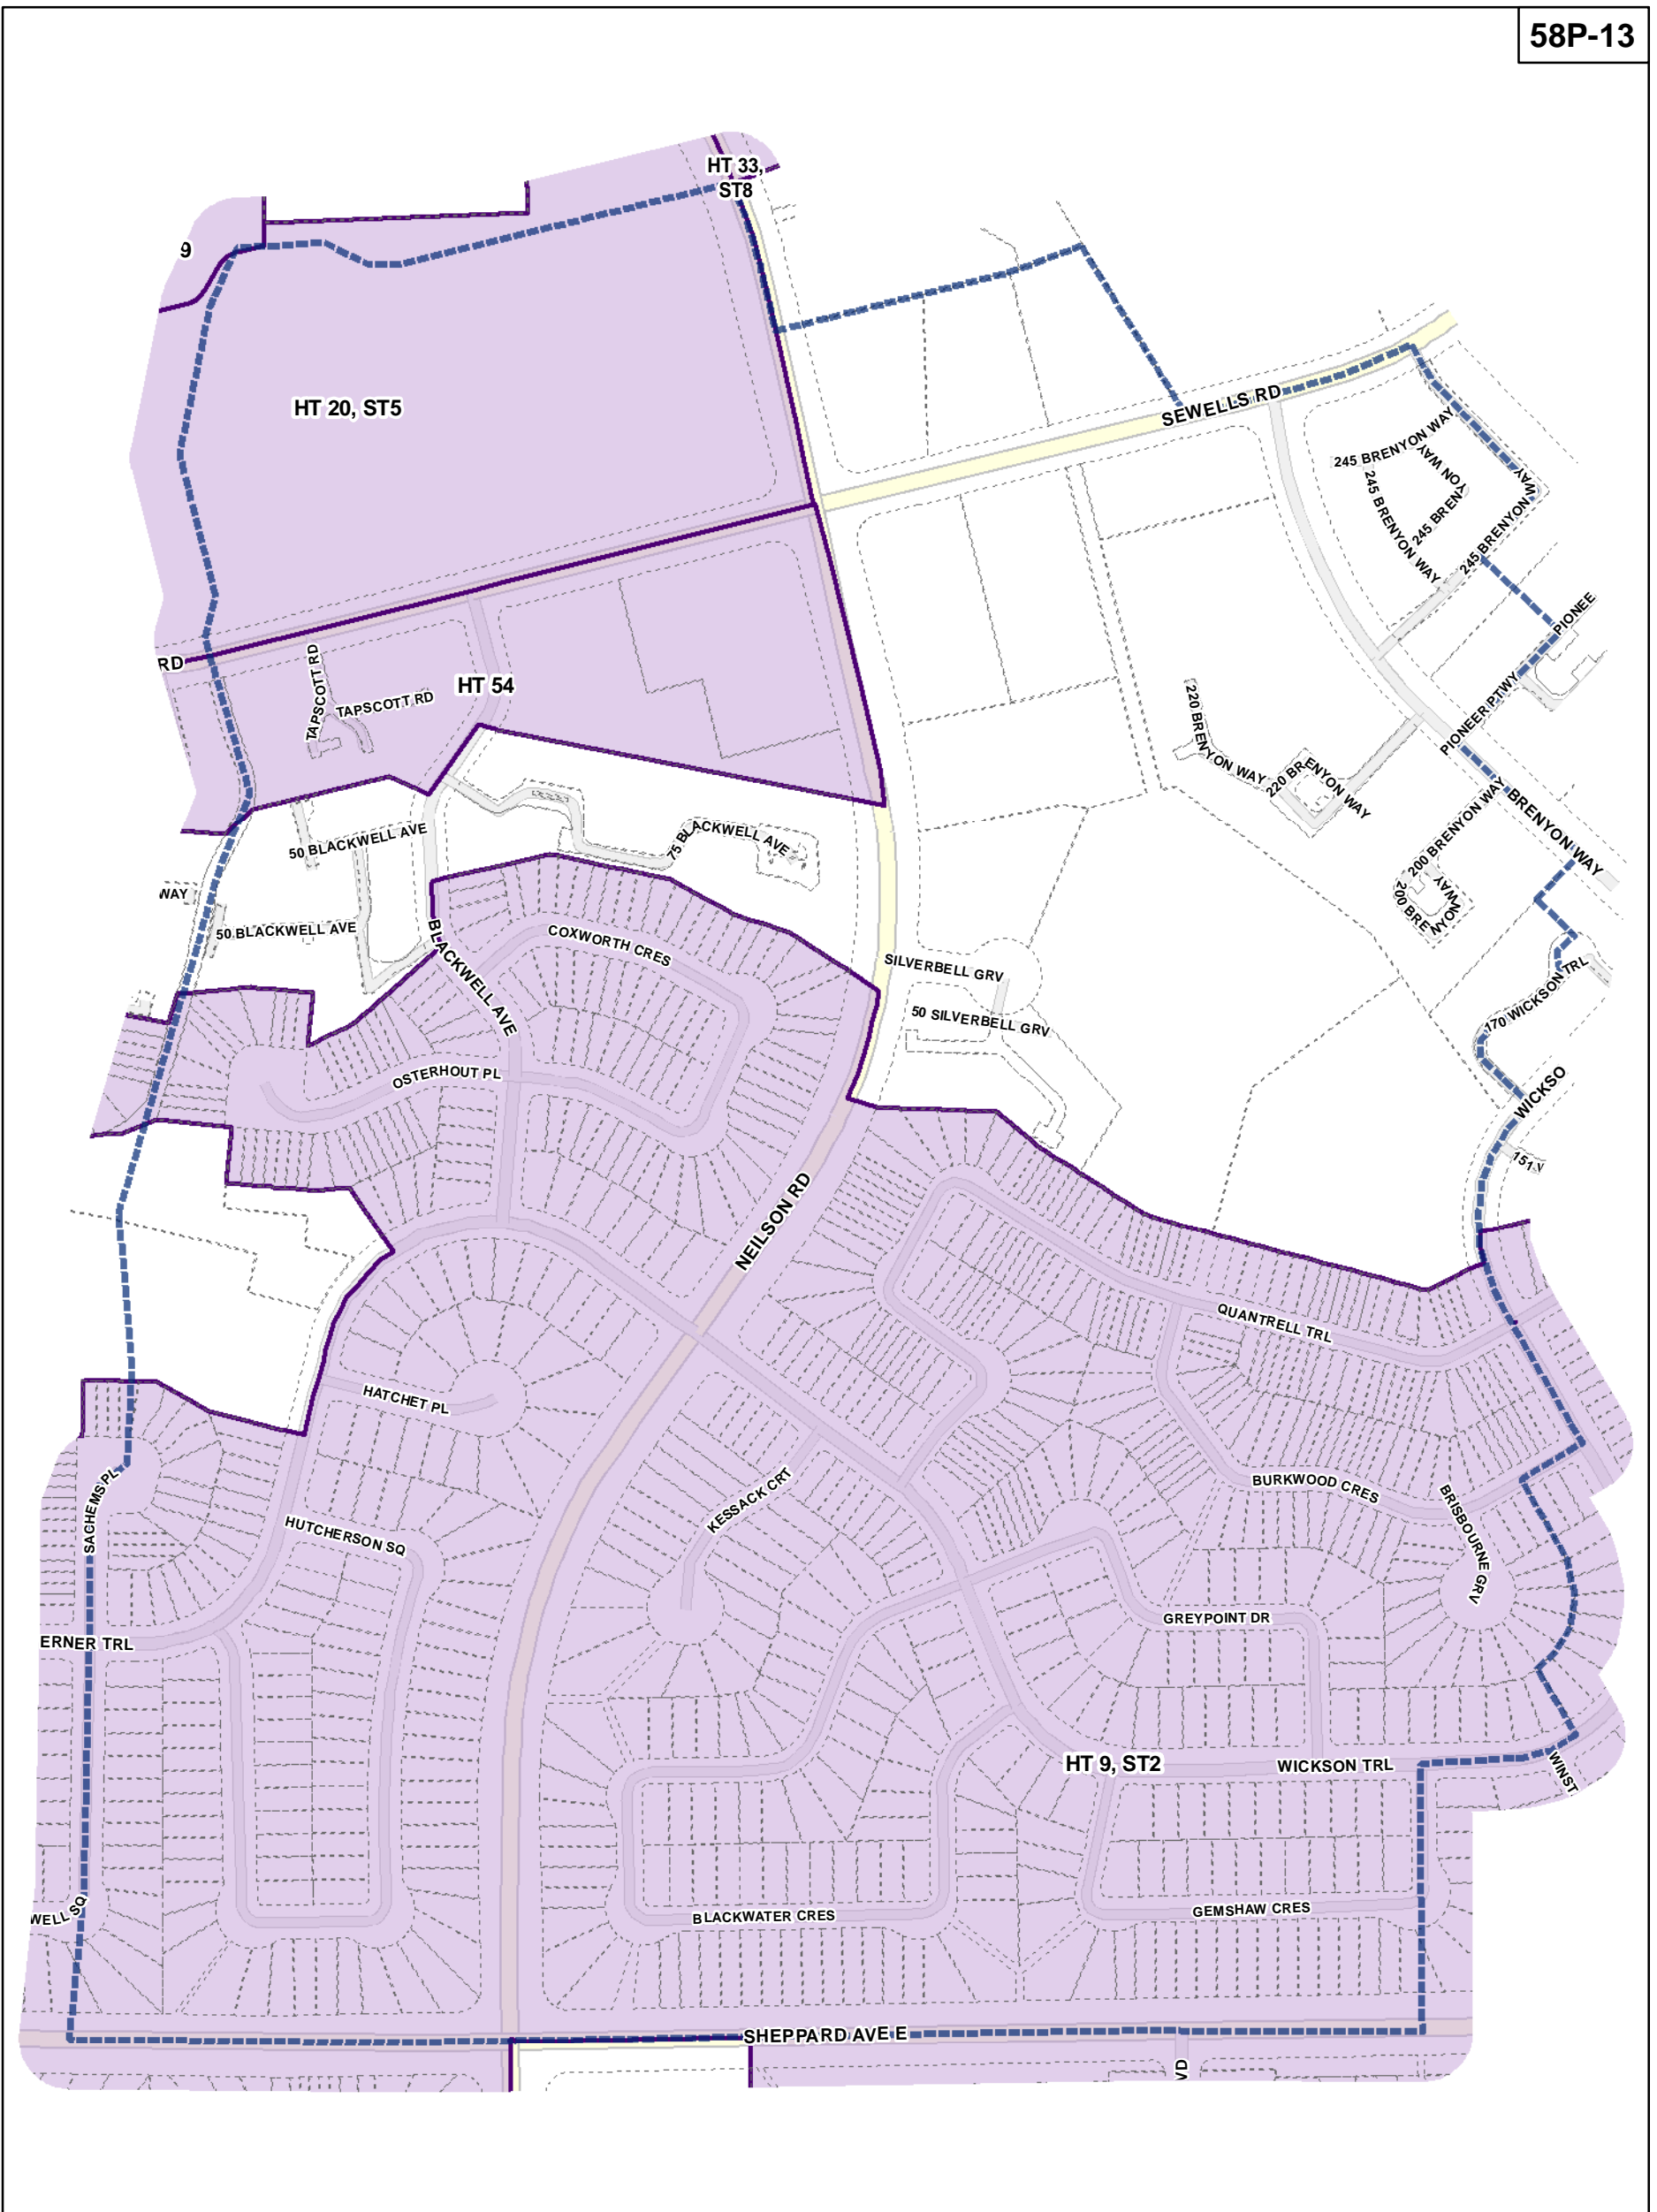 58P-13
HT 33,
ST8
9
HT 20, ST5
SEWELLS RD
245 BRENYON WAY
YON WAY
245 BREN
245 BRENYON WAY
245 BRENYON
WAY
PIONEE
PIONEER PTWY
RD
TAPSCOTT RD
TAPSCOTT RD
HT 54
220 BRENYON WAY
220 BRENYON WAY
BRENYON WAY
200 BRENYON WAY
200 BRE
NYON
WAY
50 BLACKWELL AVE
75 BLACKWELL AVE
WAY
50 BLACKWELL AVE
BLACKWELL AVE
COXWORTH CRES
SILVERBELL GRV
50 SILVERBELL GRV
170 WICKSON TRL
OSTERHOUT PL
WICKSO
151 V
NEILSON RD
QUANTRELL TRL
HATCHET PL
KESSACK CRT
BURKWOOD CRES
BRISBOURNE GRV
SACHEMS PL
HUTCHERSON SQ
GREYPOINT DR
ERNER TRL
HT 9, ST2
WICKSON TRL
WINST
WELL SQ
BLACKWATER CRES
GEMSHAW CRES
SHEPPARD AVE E
VD